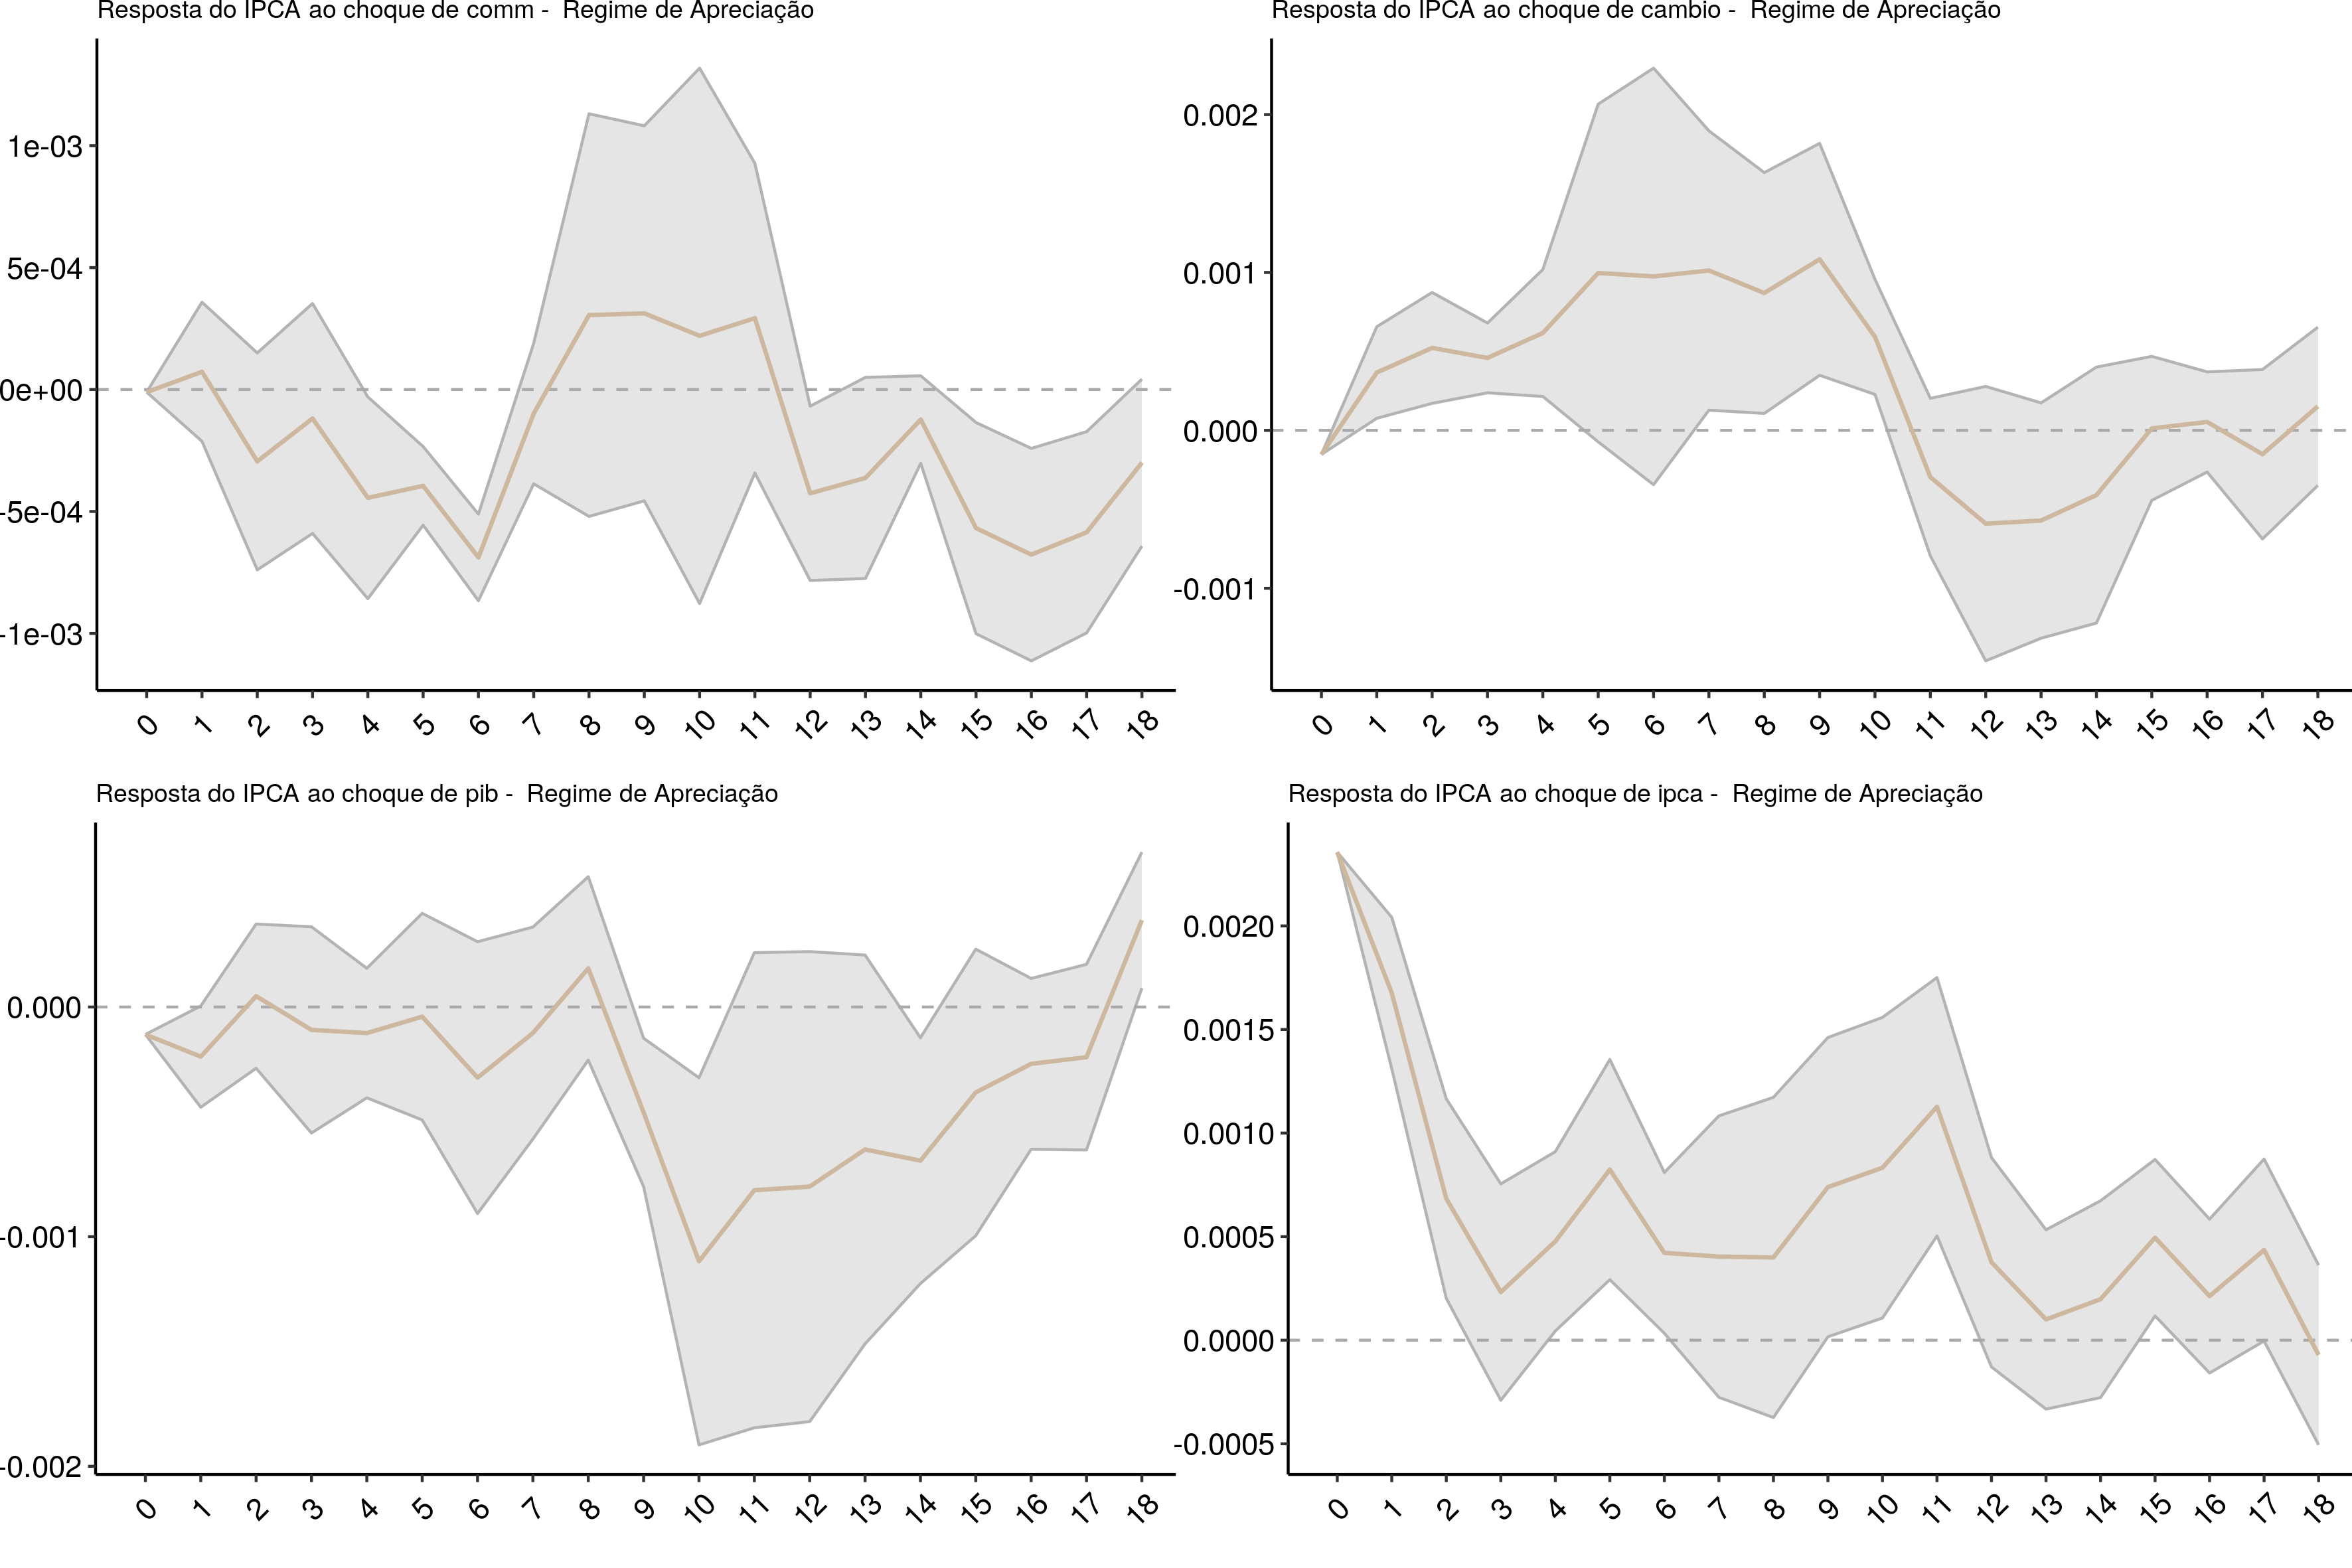 Resposta do IPCA ao choque de comm -  Regime de Apreciação
1e-03
5e-04
0e+00
-5e-04
-1e-03
0 1 2 3 4 5 6 7 8 9 10 11 12 13 14 15 16 17 18
Resposta do IPCA ao choque de cambio -  Regime de Apreciação
0.002
0.001
0.000
-0.001
0 1 2 3 4 5 6 7 8 9 10 11 12 13 14 15 16 17 18
Resposta do IPCA ao choque de pib -  Regime de Apreciação
0.000
-0.001
-0.002
0 1 2 3 4 5 6 7 8 9 10 11 12 13 14 15 16 17 18
Resposta do IPCA ao choque de ipca -  Regime de Apreciação
0.0020
0.0015
0.0010
0.0005
0.0000
-0.0005
0 1 2 3 4 5 6 7 8 9 10 11 12 13 14 15 16 17 18